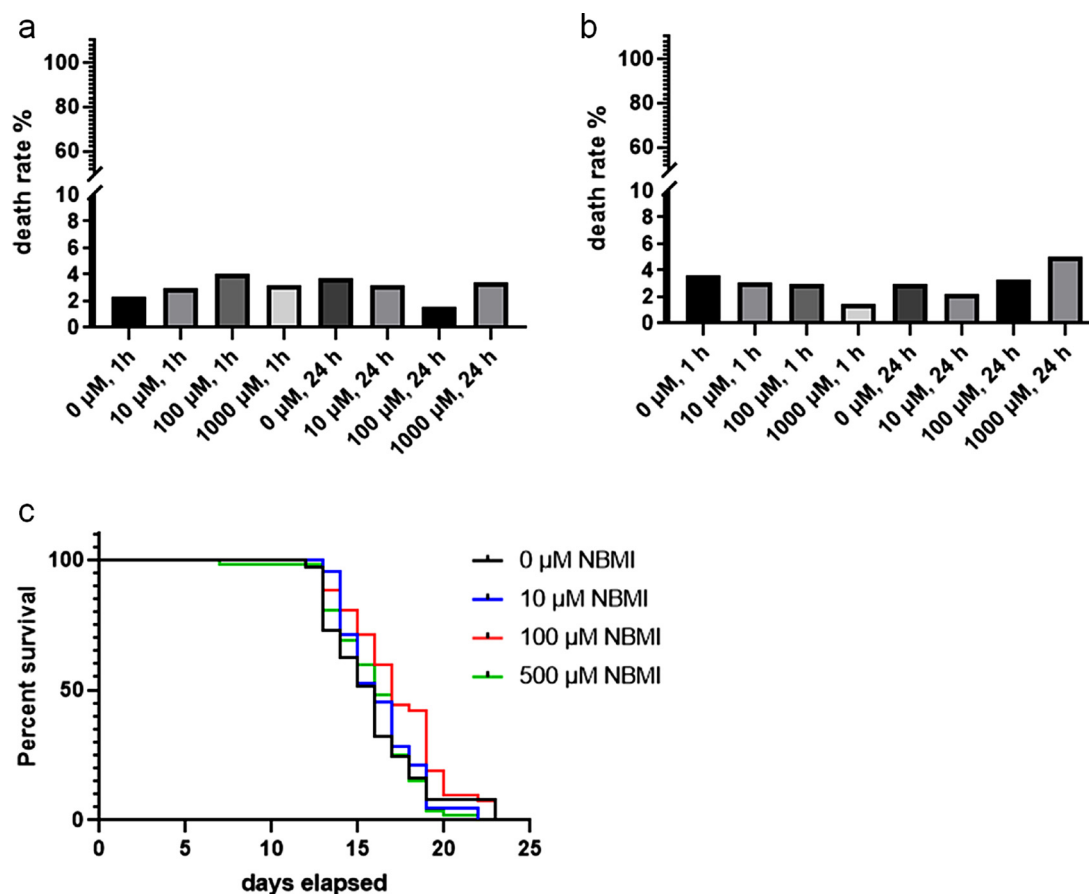 a
death rate %
100
80
60
10
8
6
4
2
0
0 µM, 1h
10 µM, 1h
100 µM, 1h
1000 µM, 1h
0 µM, 24 h
10 µM, 24 h
100 µM, 24 h
1000 µM, 24 h
b
death rate %
100
80
60
10
8
6
4
2
0
0 µM, 1 h
10 µM, 1 h
100 µM, 1 h
1000 µM, 1 h
0 µM, 24 h
10 µM, 24 h
100 µM, 24 h
1000 µM, 24 h
c
Percent survival
100
50
0
0 5 10 15 20 25
days elapsed
0 µM NBMI
10 µM NBMI
100 µM NBMI
500 µM NBMI